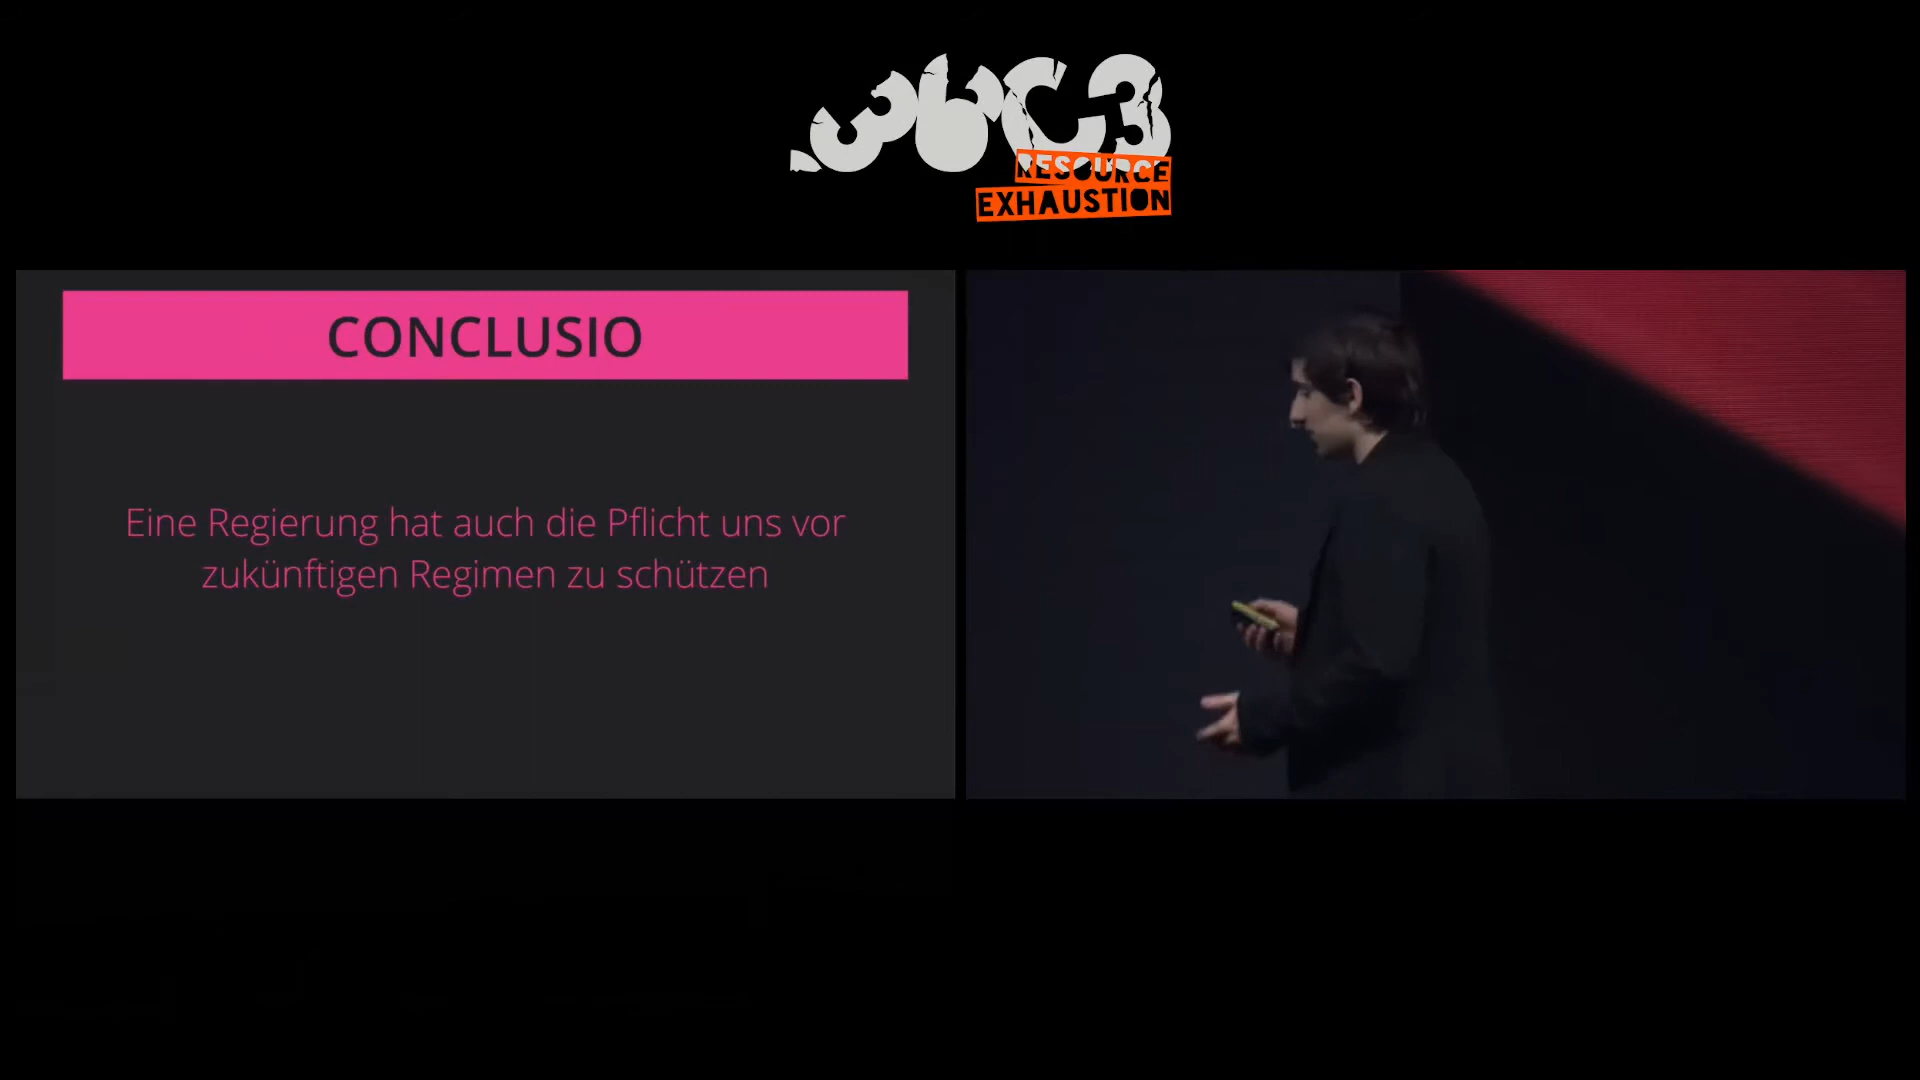 36C3
RESOURCE
EXHAUSTION
CONCLUSIO
Eine Regierung hat auch die Pflicht uns vor
zukünftigen Regimen zu schützen